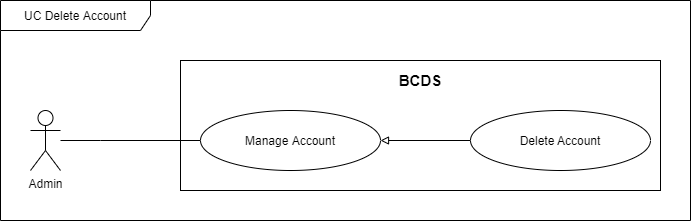 UC Delete Account
BCDS
Manage Account
Delete Account
Admin